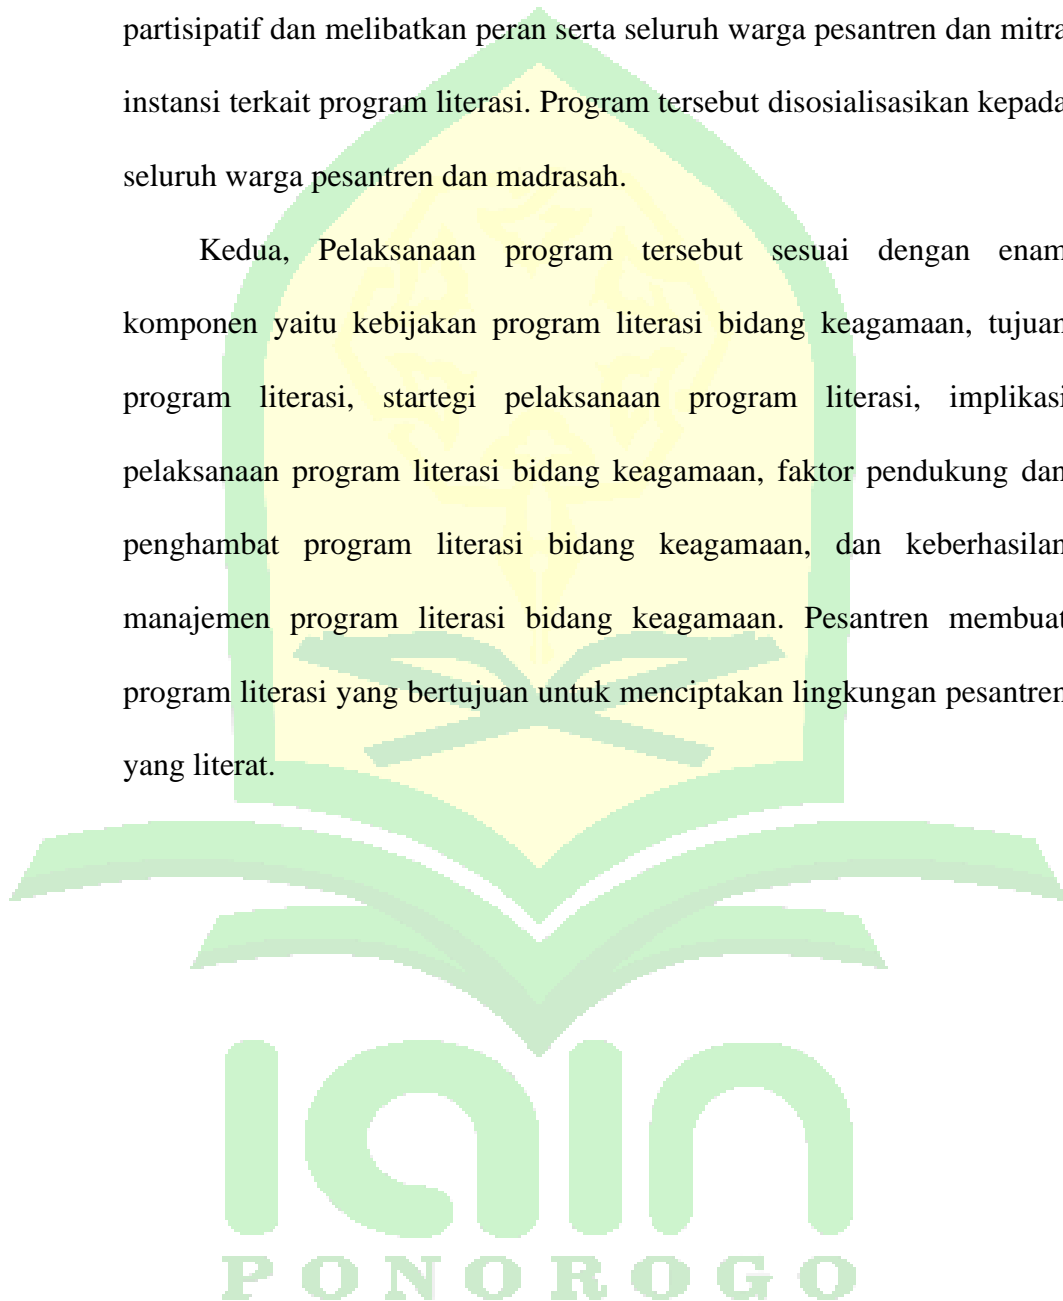 partisipatif dan melibatkan peran serta seluruh warga pesantren dan mitra
instansi terkait program literasi. Program tersebut disosialisasikan kepada
seluruh warga pesantren dan madrasah.
Kedua, Pelaksanaan program tersebut sesuai dengan enam
komponen yaitu kebijakan program literasi bidang keagamaan, tujuan
program literasi, startegi pelaksanaan program literasi, implikasi
pelaksanaan program literasi bidang keagamaan, faktor pendukung dan
penghambat program literasi bidang keagamaan, dan keberhasilan
manajemen program literasi bidang keagamaan. Pesantren membuat
program literasi yang bertujuan untuk menciptakan lingkungan pesantren
yang literat.
iain
PONOROGO